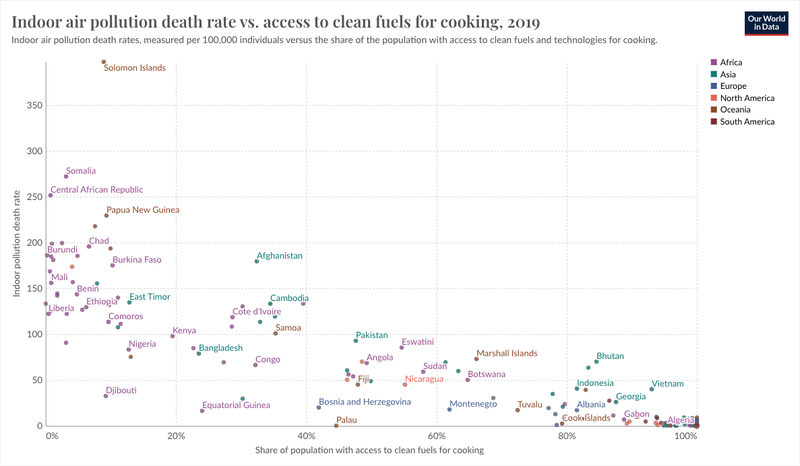 Indoor air pollution death rate vs. access to clean fuels for cooking, 2019
Our World
in Data
Indoor air pollution death rates, measured per 100,000 individuals versus the share of the population with access to clean fuels and technologies for cooking.
Africa
Asia
Europe
North America
Oceania
South America
Indoor pollution death rate
350
300
250
200
150
100
50
0
Solomon Islands
Somalia
Central African Republic
Papua New Guinea
Chad
Burundi
Burkina Faso
Afghanistan
Mali
Benin
East Timor
Cambodia
Ethiopia
Liberia
Comoros
Cote d'Ivoire
Samoa
Kenya
Nigeria
Bangladesh
Congo
Pakistan
Eswatini
Marshall Islands
Angola
Sudan
Botswana
Bhutan
Fiji
Nicaragua
Indonesia
Vietnam
Djibouti
Georgia
Equatorial Guinea
Bosnia and Herzegovina
Montenegro
Tuvalu
Albania
Palau
Cook Islands
Gabon
Algeria
0%
20%
40%
60%
80%
100%
Share of population with access to clean fuels for cooking